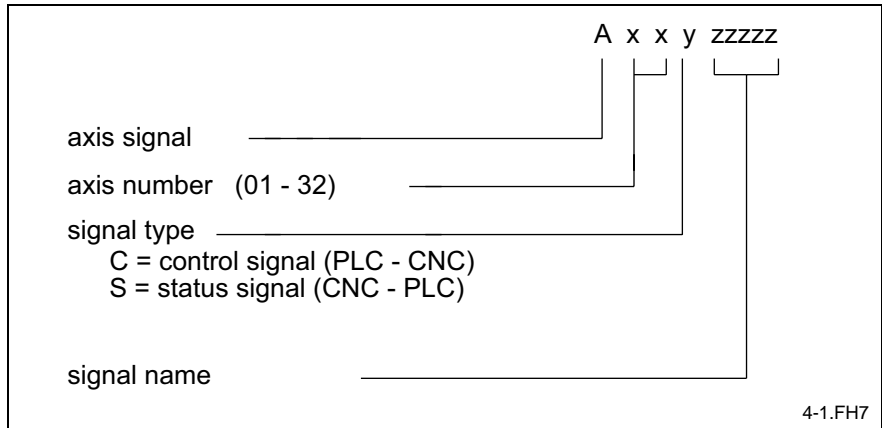 A x x y zzzzz
axis signal
axis number (01 - 32)
signal type
C = control signal (PLC - CNC)
S = status signal (CNC - PLC)
signal name
4-1.FH7